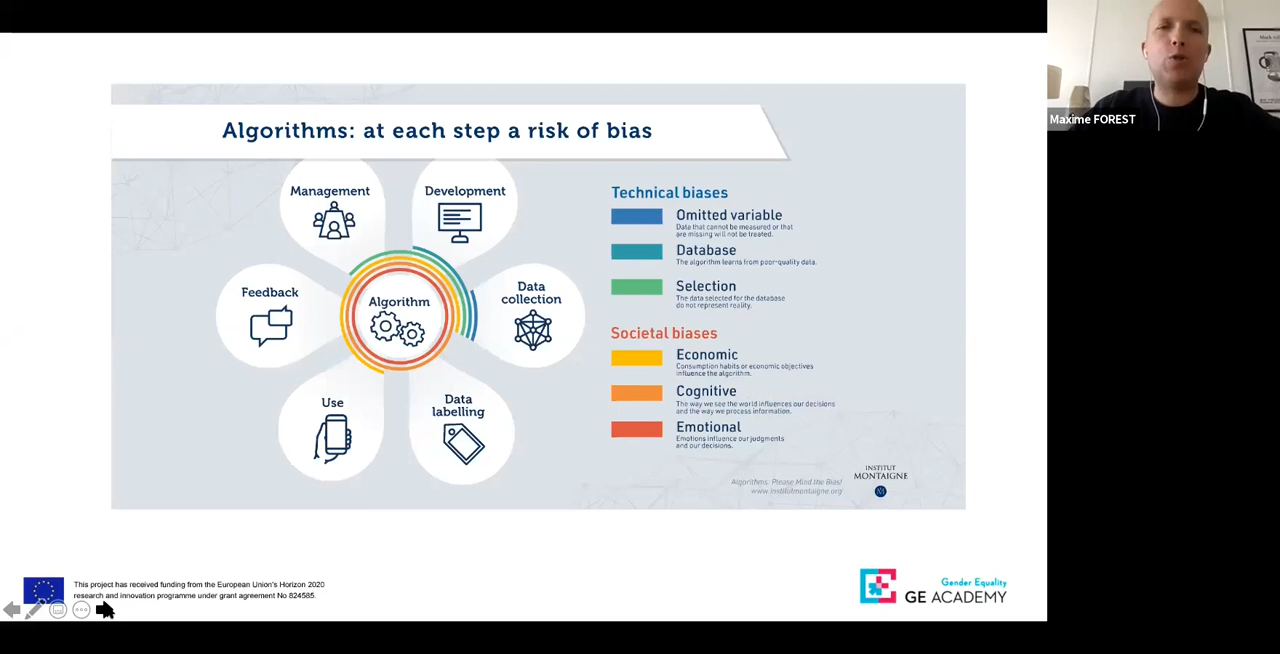 Algorithms: at each step a risk of bias
Management
Development
Feedback
Algorithm
Data
collection
Use
Data
labelling
Technical biases
Omitted variable
Data that cannot be measured or that
are missing will not be treated.
Database
The algorithm learns from poor-quality data.
Selection
The data selected for the database
do not represent reality.
Societal biases
Economic
Consumption habits or economic objectives
influence the algorithm.
Cognitive
The way we see the world influences our decisions
and the way we process information.
Emotional
Emotions influence our judgments
and our decisions.
Algorithms: Please Mind the Bias!
www.institutmontaigne.org
INSTITUT
MONTAIGNE
This project has received funding from the European Union's Horizon 2020
research and innovation programme under grant agreement No 824585.
Gender Equality
GE ACADEMY
Maxime FOREST